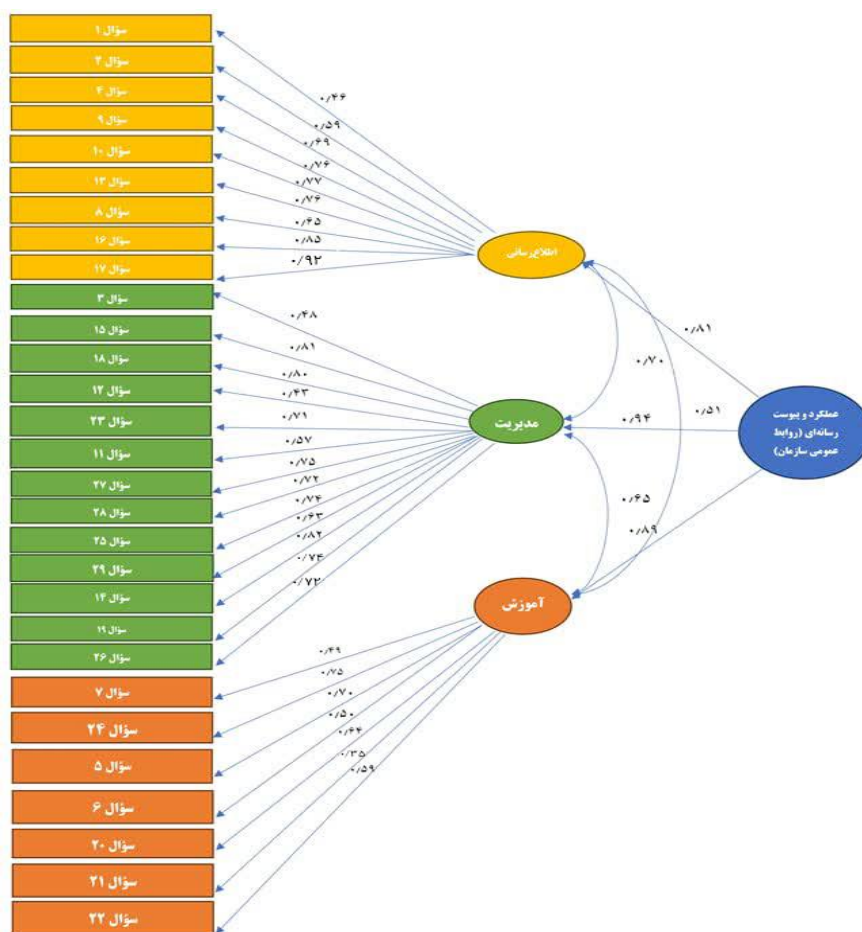 سؤال ۱
سؤال ۲
سؤال ۴
سؤال ۹
سؤال ۱۰
سؤال ۱۳
سؤال ۸
سؤال ۱۶
سؤال ۱۷
سؤال ۳
سؤال ۱۵
سؤال ۱۸
سؤال ۱۲
سؤال ۲۳
سؤال ۱۱
سؤال ۲۷
سؤال ۲۸
سؤال ۲۵
سؤال ۲۹
سؤال ۱۴
سؤال ۱۹
سؤال ۲۶
سؤال ۷
سؤال ۲۴
سؤال ۵
سؤال ۶
سؤال ۲۰
سؤال ۲۱
سؤال ۲۲
۰/۴۶
۰/۵۹
۰/۶۹
۰/۷۶
۰/۷۷
۰/۷۶
۰/۶۵
۰/۸۵
۰/۹۲
۰/۴۸
۰/۸۱
۰/۸۰
۰/۴۳
۰/۷۱
۰/۵۷
۰/۷۵
۰/۷۲
۰/۷۴
۰/۶۳
۰/۸۲
۰/۷۴
۰/۷۲
۰/۴۹
۰/۷۵
۰/۷۰
۰/۵۰
۰/۶۴
۰/۳۵
۰/۵۹
اطلاع‌رسانی
مدیریت
آموزش
۰/۸۱
۰/۷۰
۰/۵۱
۰/۹۴
۰/۶۵
۰/۸۹
عملکرد و پیوست
رسانه‌ای (روابط
عمومی سازمان)